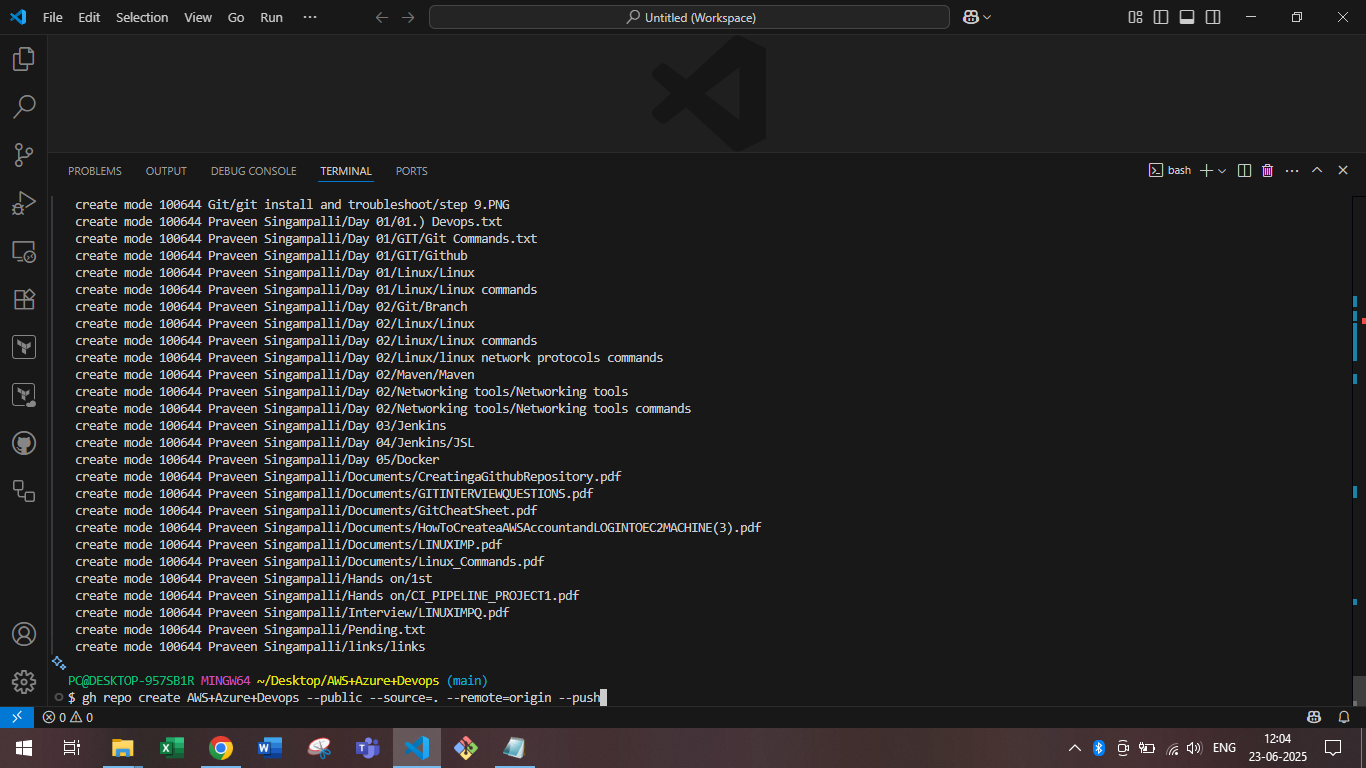 File Edit Selection View Go Run ···
Untitled (Workspace)
PROBLEMS OUTPUT DEBUG CONSOLE TERMINAL PORTS
bash
create mode 100644 Git/git install and troubleshoot/step 9.PNG
create mode 100644 Praveen Singampalli/Day 01/01.) Devops.txt
create mode 100644 Praveen Singampalli/Day 01/GIT/Git Commands.txt
create mode 100644 Praveen Singampalli/Day 01/GIT/Github
create mode 100644 Praveen Singampalli/Day 01/Linux/Linux
create mode 100644 Praveen Singampalli/Day 01/Linux/Linux commands
create mode 100644 Praveen Singampalli/Day 02/Git/Branch
create mode 100644 Praveen Singampalli/Day 02/Linux/Linux
create mode 100644 Praveen Singampalli/Day 02/Linux/Linux commands
create mode 100644 Praveen Singampalli/Day 02/Linux/linux network protocols commands
create mode 100644 Praveen Singampalli/Day 02/Maven/Maven
create mode 100644 Praveen Singampalli/Day 02/Networking tools/Networking tools
create mode 100644 Praveen Singampalli/Day 02/Networking tools/Networking tools commands
create mode 100644 Praveen Singampalli/Day 03/Jenkins
create mode 100644 Praveen Singampalli/Day 04/Jenkins/JSL
create mode 100644 Praveen Singampalli/Day 05/Docker
create mode 100644 Praveen Singampalli/Documents/CreatingaGithubRepository.pdf
create mode 100644 Praveen Singampalli/Documents/GITINTERVIEWQUESTIONS.pdf
create mode 100644 Praveen Singampalli/Documents/GitCheatSheet.pdf
create mode 100644 Praveen Singampalli/Documents/HowToCreateaAWSAccountandLOGINTOEC2MACHINE(3).pdf
create mode 100644 Praveen Singampalli/Documents/LINUXIMP.pdf
create mode 100644 Praveen Singampalli/Documents/Linux_Commands.pdf
create mode 100644 Praveen Singampalli/Hands on/1st
create mode 100644 Praveen Singampalli/Hands on/CI_PIPELINE_PROJECT1.pdf
create mode 100644 Praveen Singampalli/Interview/LINUXIMPQ.pdf
create mode 100644 Praveen Singampalli/Pending.txt
create mode 100644 Praveen Singampalli/links/links
PC@DESKTOP-957SB1R MINGW64 ~/Desktop/AWS+Azure+Devops (main)
$ gh repo create AWS+Azure+Devops --public --source=. --remote=origin --push
0 0
ENG
12:04
23-06-2025